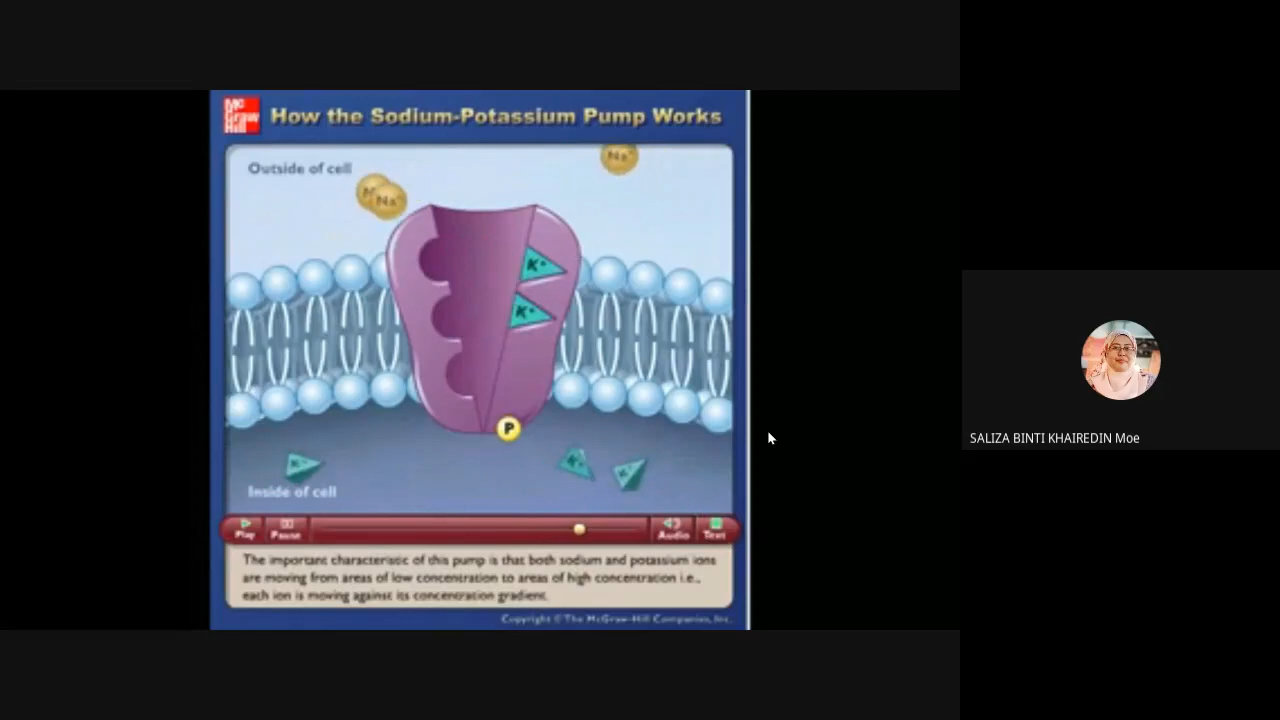 Mc
Graw
Hill
How the Sodium-Potassium Pump Works
Outside of cell
Na+
Na+
K+
K+
P
K+
K+
K+
Inside of cell
Play
Pause
Audio
Text
The important characteristic of this pump is that both sodium and potassium ions
are moving from areas of low concentration to areas of high concentration i.e.,
each ion is moving against its concentration gradient.
Copyright © The McGraw-Hill Companies, Inc.
SALIZA BINTI KHAIREDIN Moe